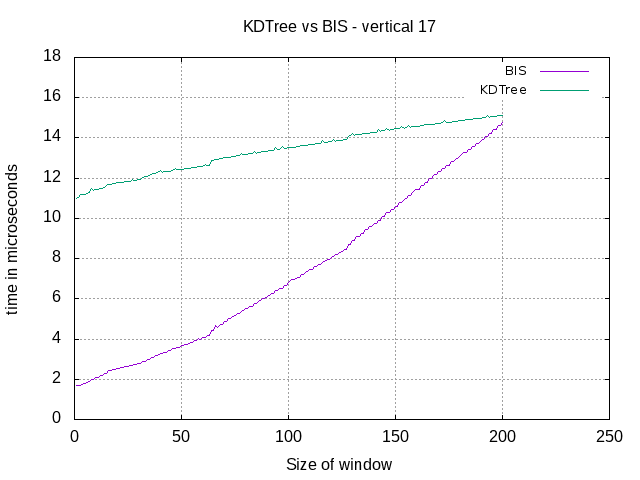 KDTree vs BIS - vertical 17
18
16
14
12
10
8
6
4
2
0
time in microseconds
BIS
KDTree
0 50 100 150 200 250
Size of window